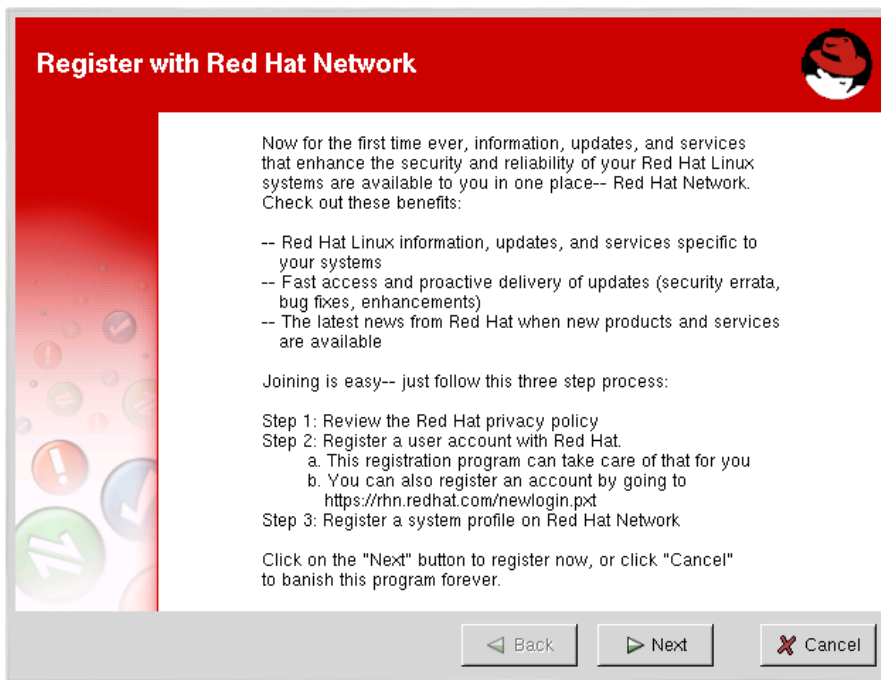 Register with Red Hat Network
Now for the first time ever, information, updates, and services
that enhance the security and reliability of your Red Hat Linux
systems are available to you in one place-- Red Hat Network.
Check out these benefits:
-- Red Hat Linux information, updates, and services specific to
your systems
-- Fast access and proactive delivery of updates (security errata,
bug fixes, enhancements)
-- The latest news from Red Hat when new products and services
are available
Joining is easy-- just follow this three step process:
Step 1: Review the Red Hat privacy policy
Step 2: Register a user account with Red Hat.
a. This registration program can take care of that for you
b. You can also register an account by going to
https://rhn.redhat.com/newlogin.pxt
Step 3: Register a system profile on Red Hat Network
Click on the "Next" button to register now, or click "Cancel"
to banish this program forever.
Back Next Cancel